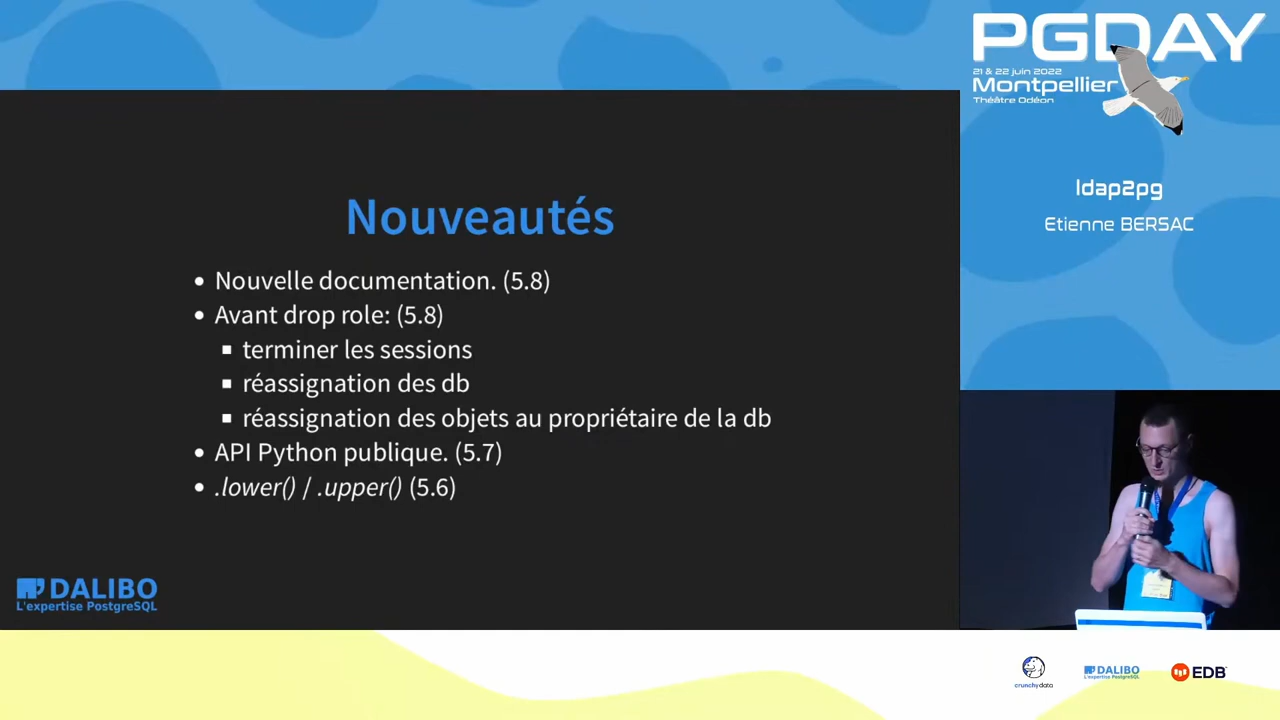 PGDAY
21 & 22 juin 2022
Montpellier
Théâtre Odéon
ldap2pg
Etienne BERSAC
Nouveautés
Nouvelle documentation. (5.8)
Avant drop role: (5.8)
terminer les sessions
réassignation des db
réassignation des objets au propriétaire de la db
API Python publique. (5.7)
.lower() / .upper() (5.6)
DALIBO
L'expertise PostgreSQL
crunchydata
DALIBO
L'expertise PostgreSQL
EDB